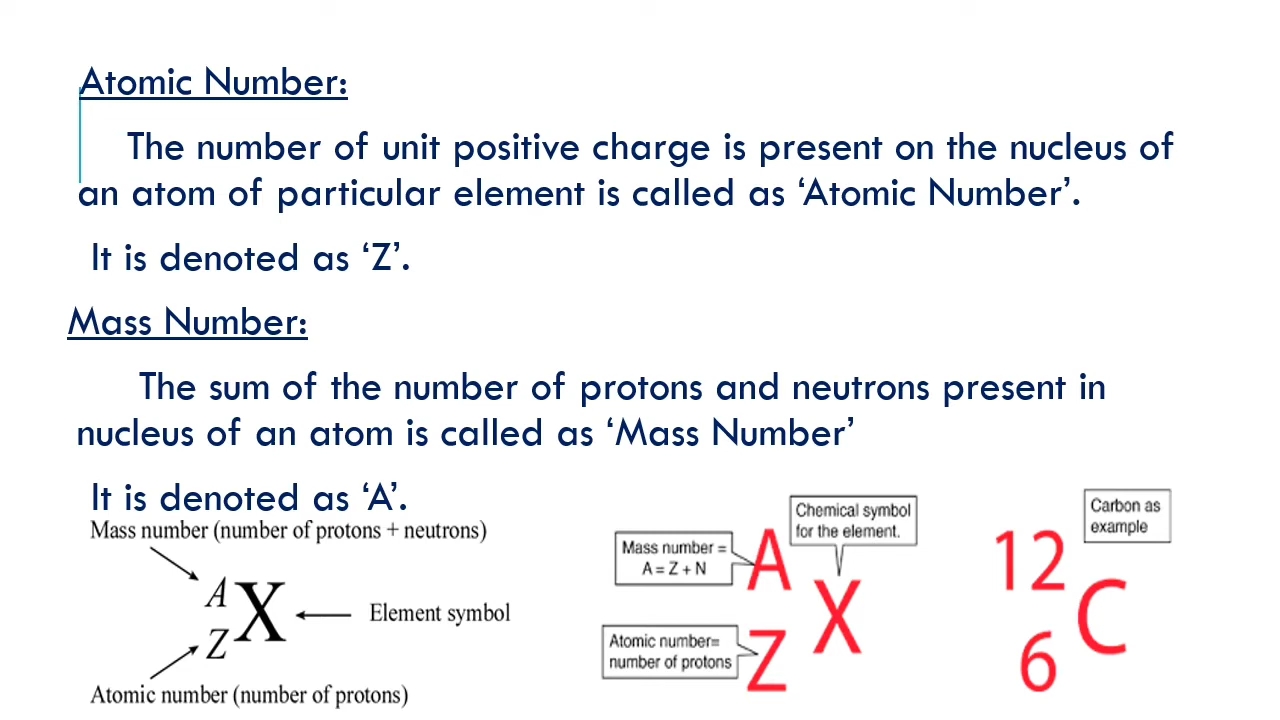 Atomic Number:
The number of unit positive charge is present on the nucleus of
an atom of particular element is called as ‘Atomic Number’.
It is denoted as ‘Z’.
Mass Number:
The sum of the number of protons and neutrons present in
nucleus of an atom is called as ‘Mass Number’
It is denoted as ‘A’.
Mass number (number of protons + neutrons)
A
X
Z
Element symbol
Atomic number (number of protons)
Chemical symbol
for the element.
Mass number =
A = Z + N
A
X
Atomic number=
number of protons
Z
Carbon as
example
12
C
6